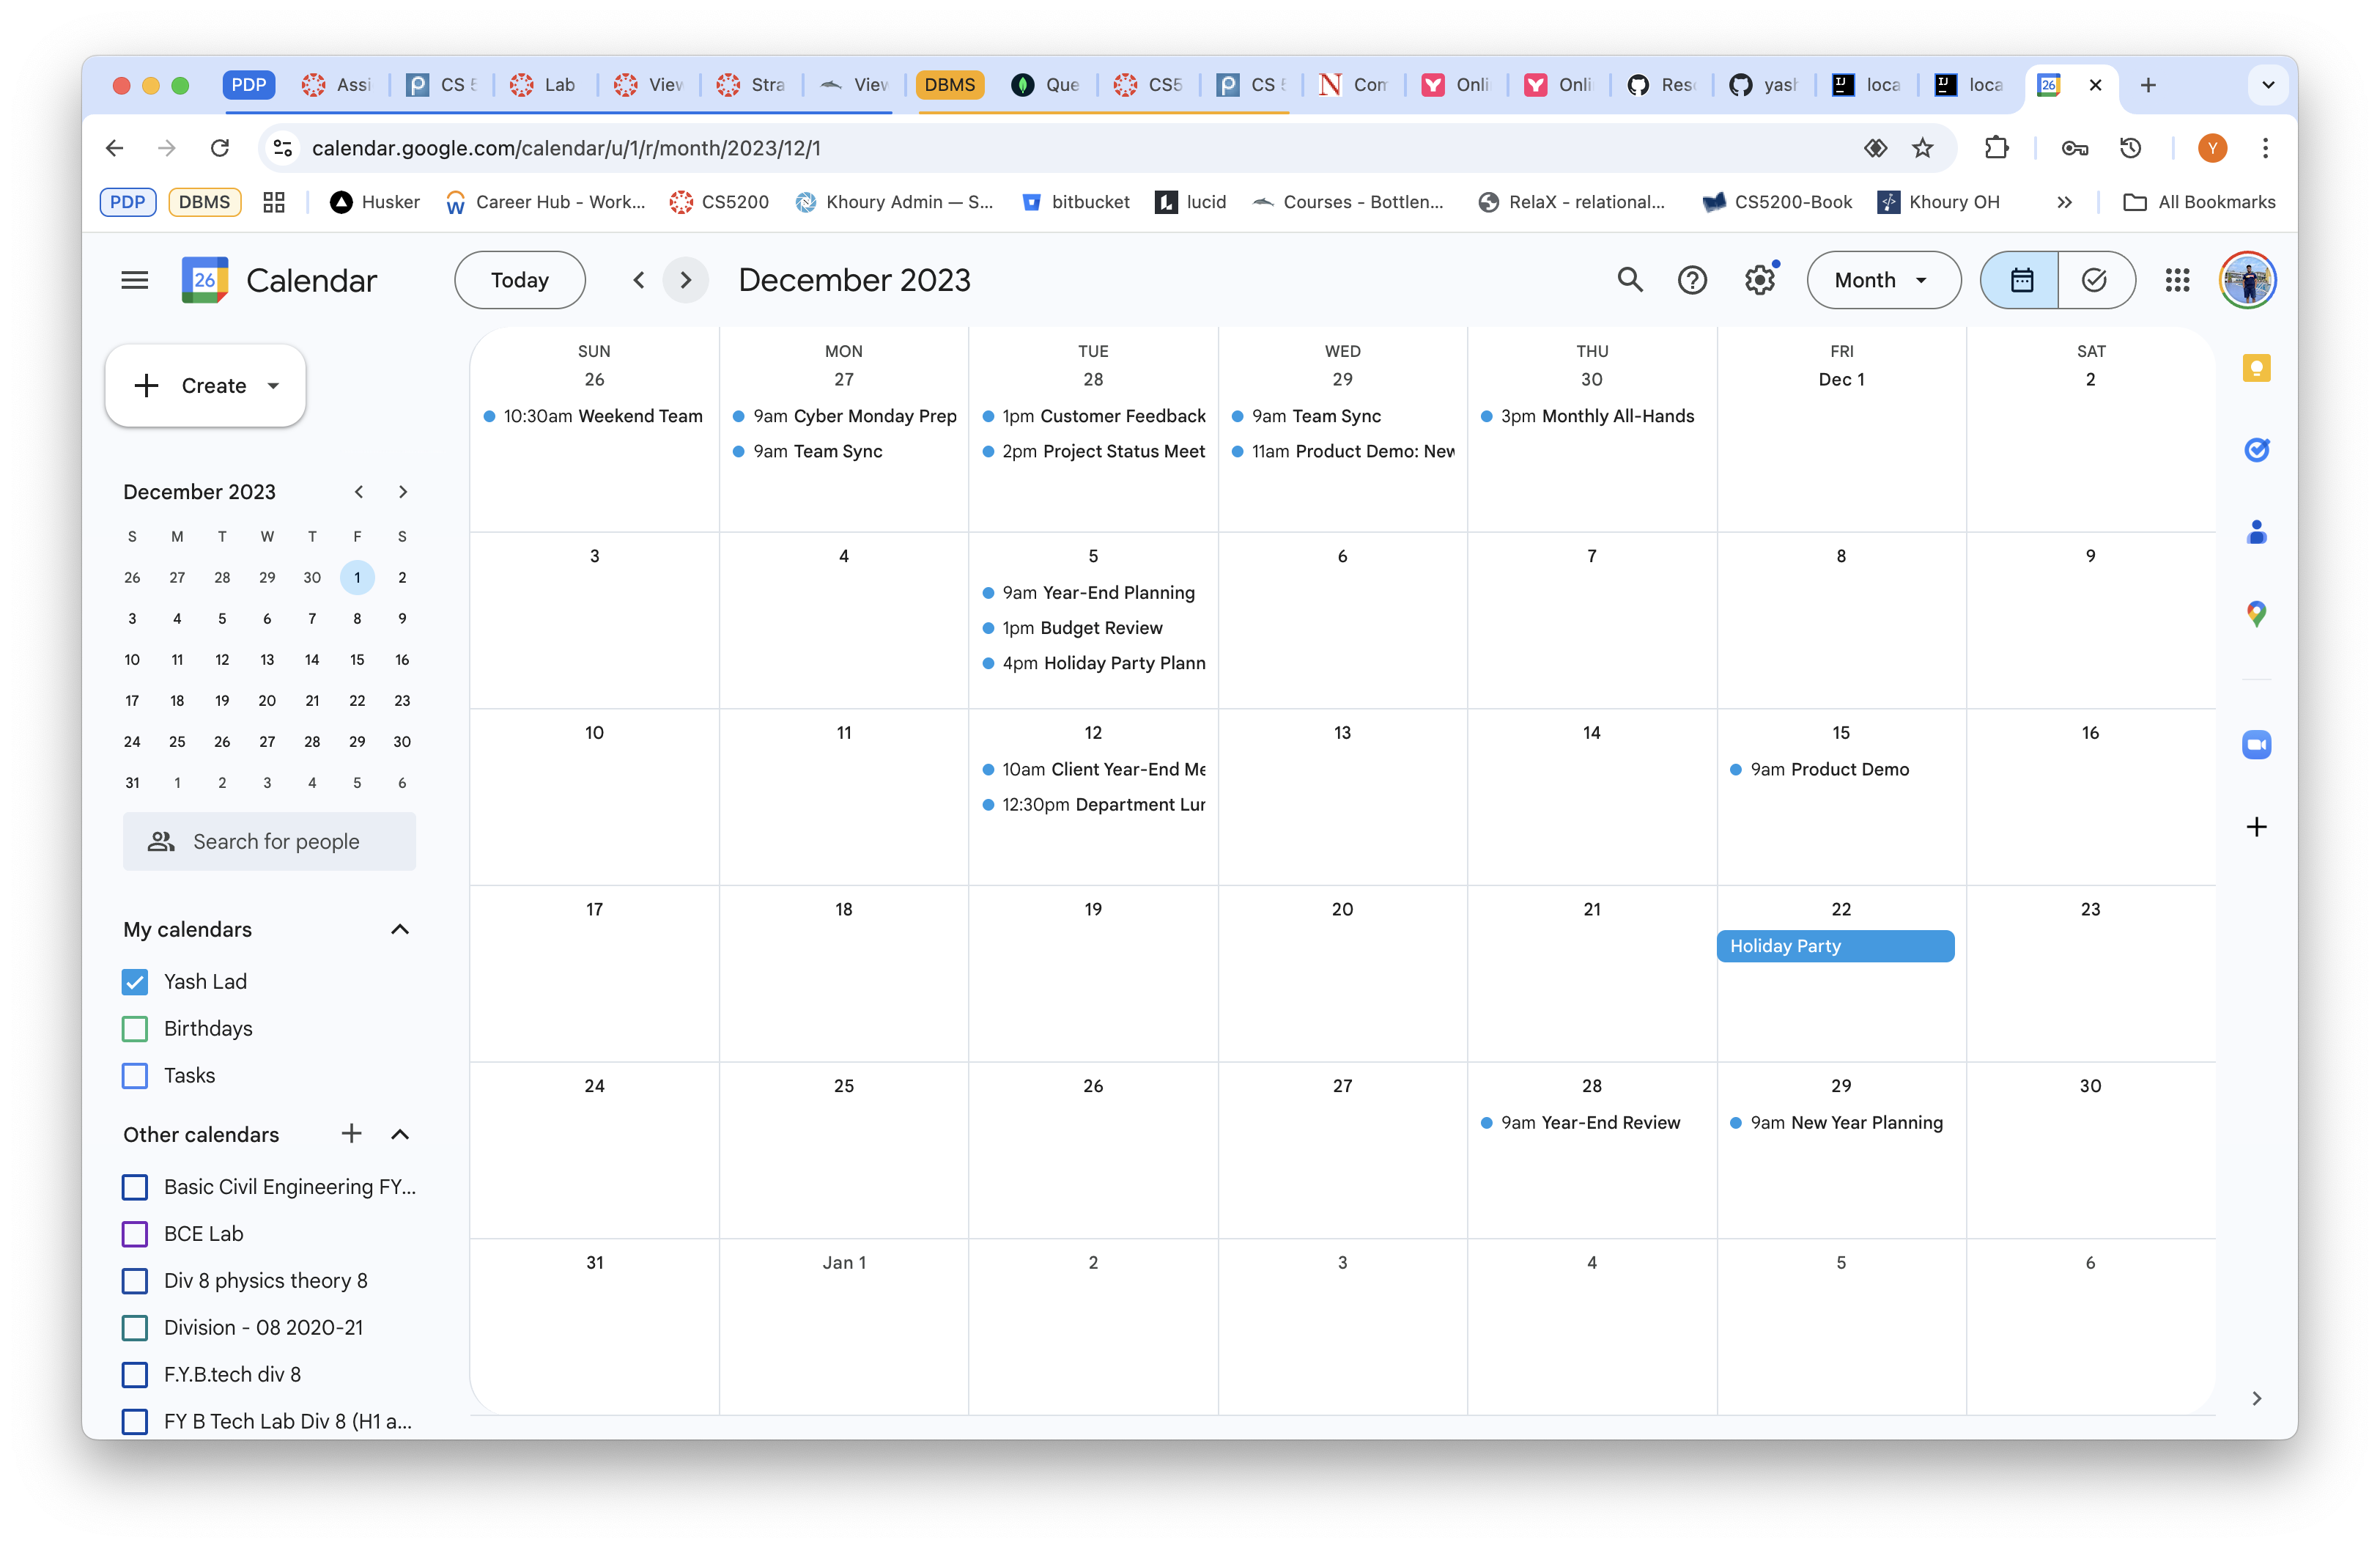 PDP Assi CS 5 Lab View Stra View DBMS Que CS5 CS 5 Con Onli Onli Res yash loca loca 26
calendar.google.com/calendar/u/1/r/month/2023/12/1 Y
PDP DBMS Husker Career Hub - Work... CS5200 Khoury Admin — S... bitbucket lucid Courses - Bottlen... RelaX - relational... CS5200-Book Khoury OH » All Bookmarks
26 Calendar Today December 2023 Month
Create
December 2023
S M T W T F S
26 27 28 29 30 1 2
3 4 5 6 7 8 9
10 11 12 13 14 15 16
17 18 19 20 21 22 23
24 25 26 27 28 29 30
31 1 2 3 4 5 6
Search for people
My calendars
Yash Lad
Birthdays
Tasks
Other calendars
Basic Civil Engineering FY...
BCE Lab
Div 8 physics theory 8
Division - 08 2020-21
F.Y.B.tech div 8
FY B Tech Lab Div 8 (H1 a...
SUN MON TUE WED THU FRI SAT
26 27 28 29 30 Dec 1 2
10:30am Weekend Team 9am Cyber Monday Prep 1pm Customer Feedback 9am Team Sync 3pm Monthly All-Hands
9am Team Sync 2pm Project Status Meet 11am Product Demo: New
3 4 5 6 7 8 9
9am Year-End Planning
1pm Budget Review
4pm Holiday Party Plann
10 11 12 13 14 15 16
10am Client Year-End Me 9am Product Demo
12:30pm Department Lun
17 18 19 20 21 22 23
Holiday Party
24 25 26 27 28 29 30
9am Year-End Review 9am New Year Planning
31 Jan 1 2 3 4 5 6